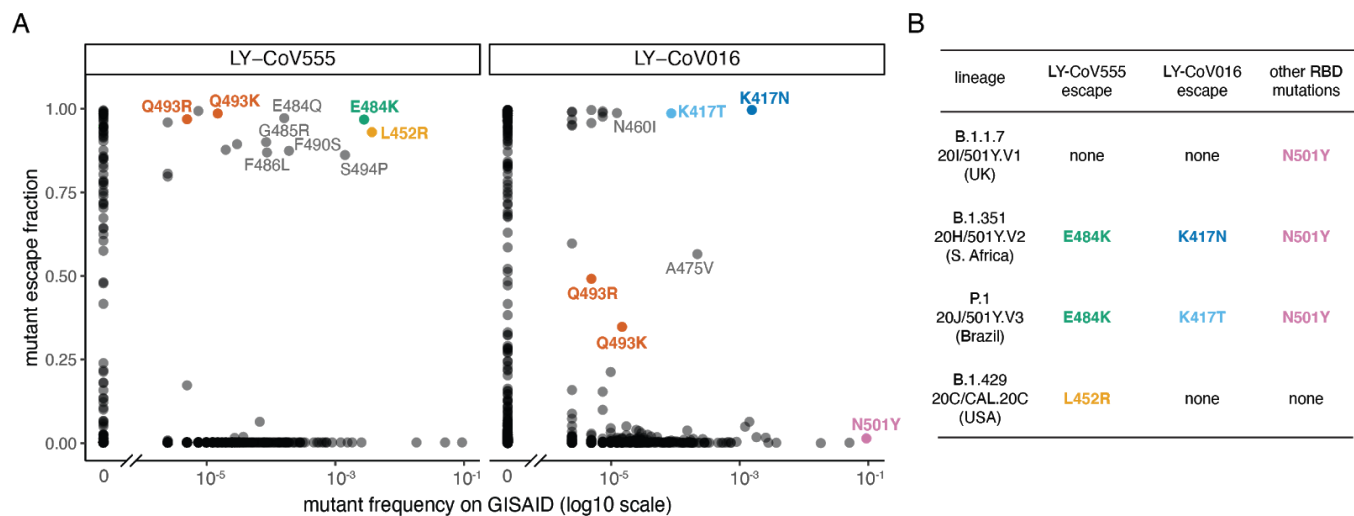 A
LY−CoV555
LY−CoV016
mutant escape fraction
1.00
0.75
0.50
0.25
0.00
Q493R
Q493K
E484Q
E484K
G485R
L452R
F490S
F486L
S494P
0
10-5
10-3
10-1
K417N
K417T
N460I
A475V
Q493R
Q493K
N501Y
0
10-5
10-3
10-1
mutant frequency on GISAID (log10 scale)
B
lineage
LY-CoV555
escape
LY-CoV016
escape
other RBD
mutations
B.1.1.7
20I/501Y.V1
(UK)
none
none
N501Y
B.1.351
20H/501Y.V2
(S. Africa)
E484K
K417N
N501Y
P.1
20J/501Y.V3
(Brazil)
E484K
K417T
N501Y
B.1.429
20C/CAL.20C
(USA)
L452R
none
none